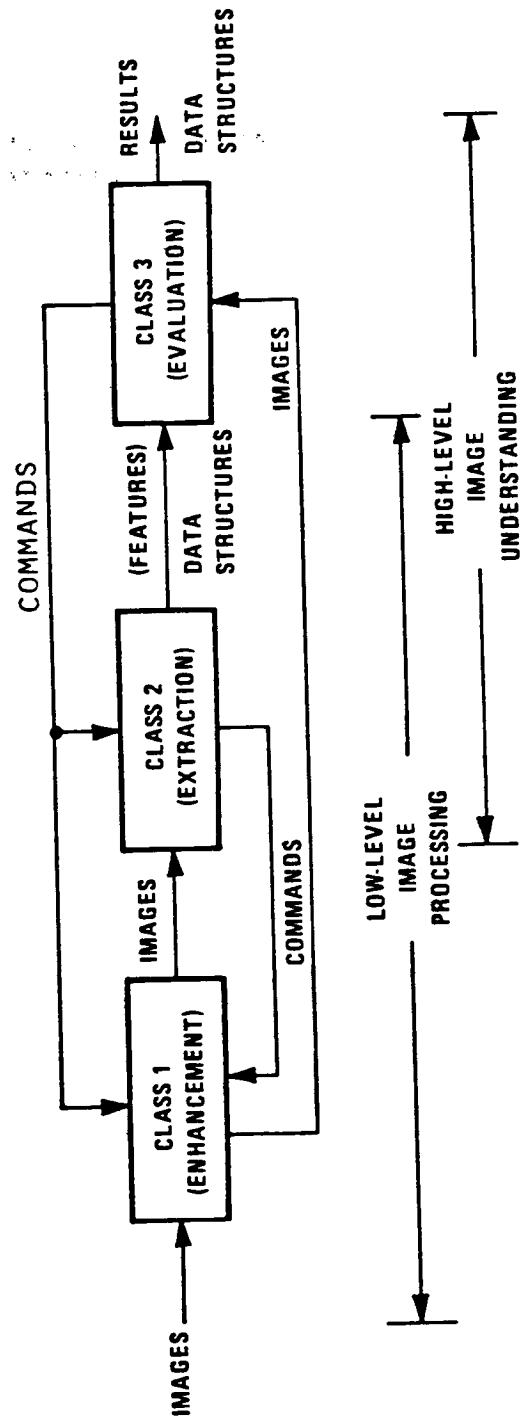 COMMANDS
IMAGES
CLASS 1
(ENHANCEMENT)
IMAGES
CLASS 2
(EXTRACTION)
(FEATURES)
DATA
STRUCTURES
CLASS 3
(EVALUATION)
RESULTS
DATA
STRUCTURES
COMMANDS
IMAGES
LOW-LEVEL
IMAGE
PROCESSING
HIGH-LEVEL
IMAGE
UNDERSTANDING